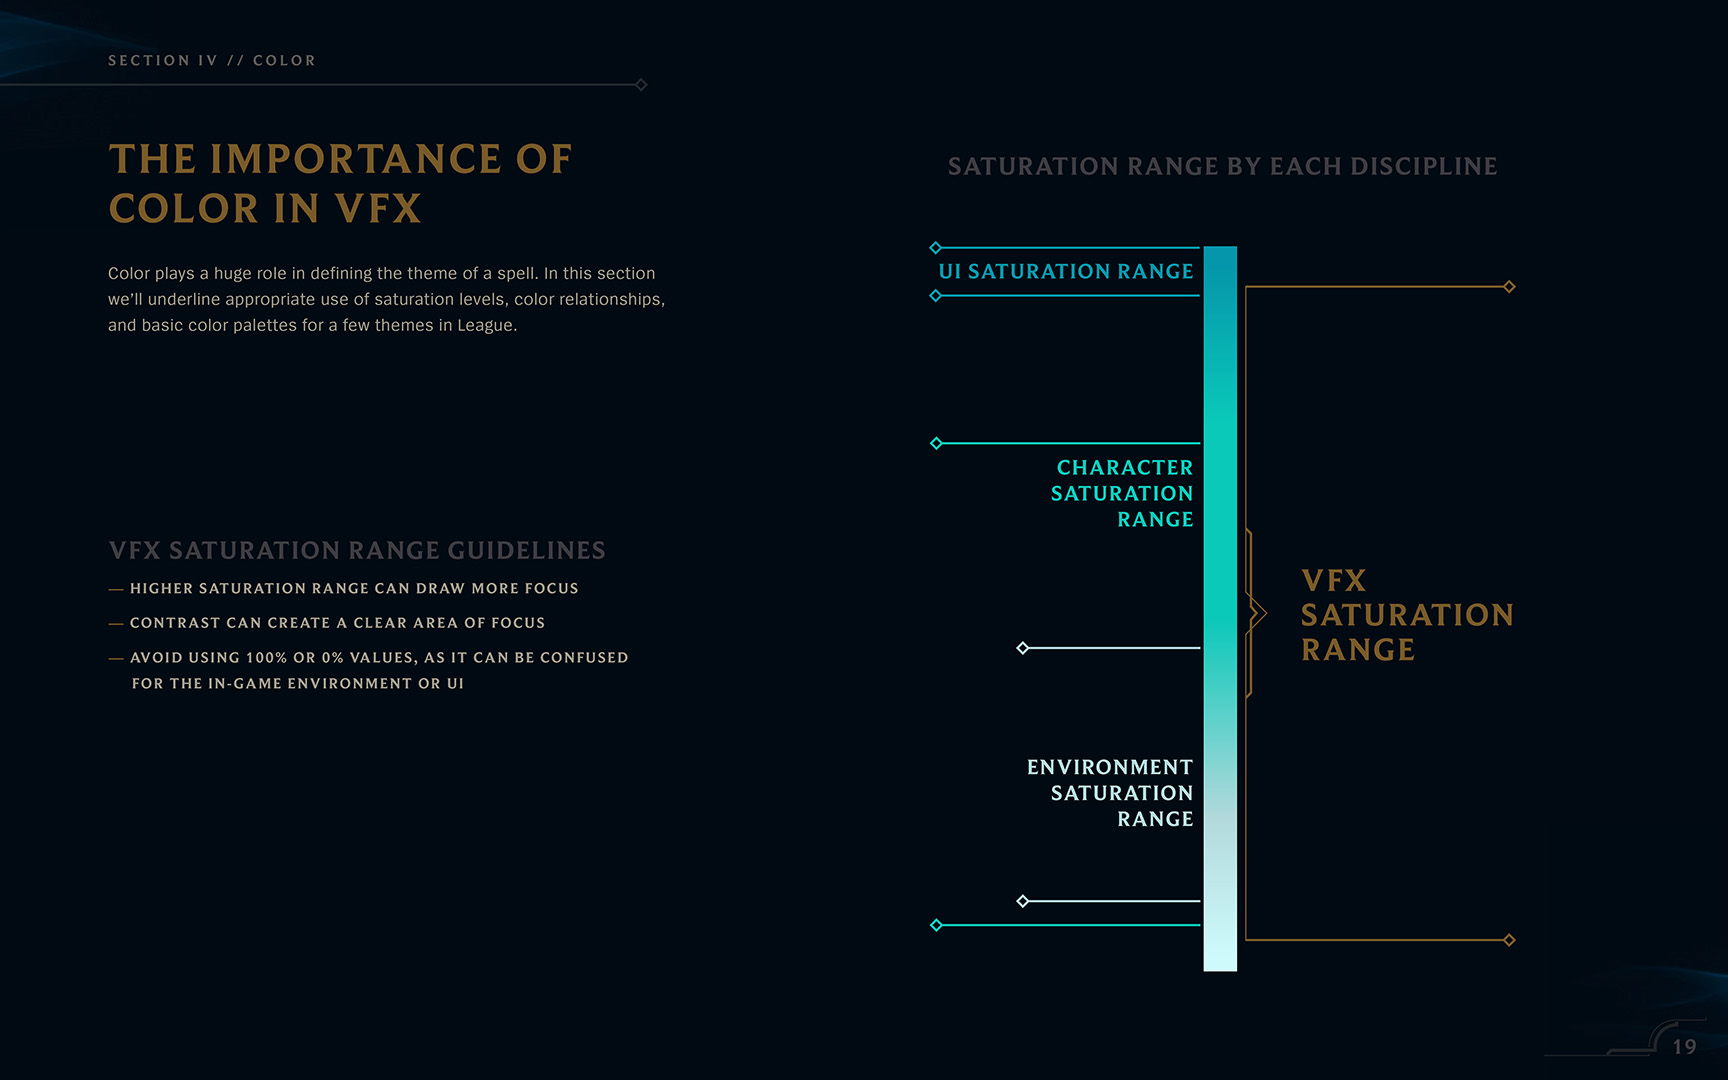 SECTION IV // COLOR
THE IMPORTANCE OF
COLOR IN VFX
Color plays a huge role in defining the theme of a spell. In this section
we’ll underline appropriate use of saturation levels, color relationships,
and basic color palettes for a few themes in League.
VFX SATURATION RANGE GUIDELINES
— HIGHER SATURATION RANGE CAN DRAW MORE FOCUS
— CONTRAST CAN CREATE A CLEAR AREA OF FOCUS
— AVOID USING 100% OR 0% VALUES, AS IT CAN BE CONFUSED
FOR THE IN-GAME ENVIRONMENT OR UI
SATURATION RANGE BY EACH DISCIPLINE
UI SATURATION RANGE
CHARACTER
SATURATION
RANGE
ENVIRONMENT
SATURATION
RANGE
VFX
SATURATION
RANGE
19